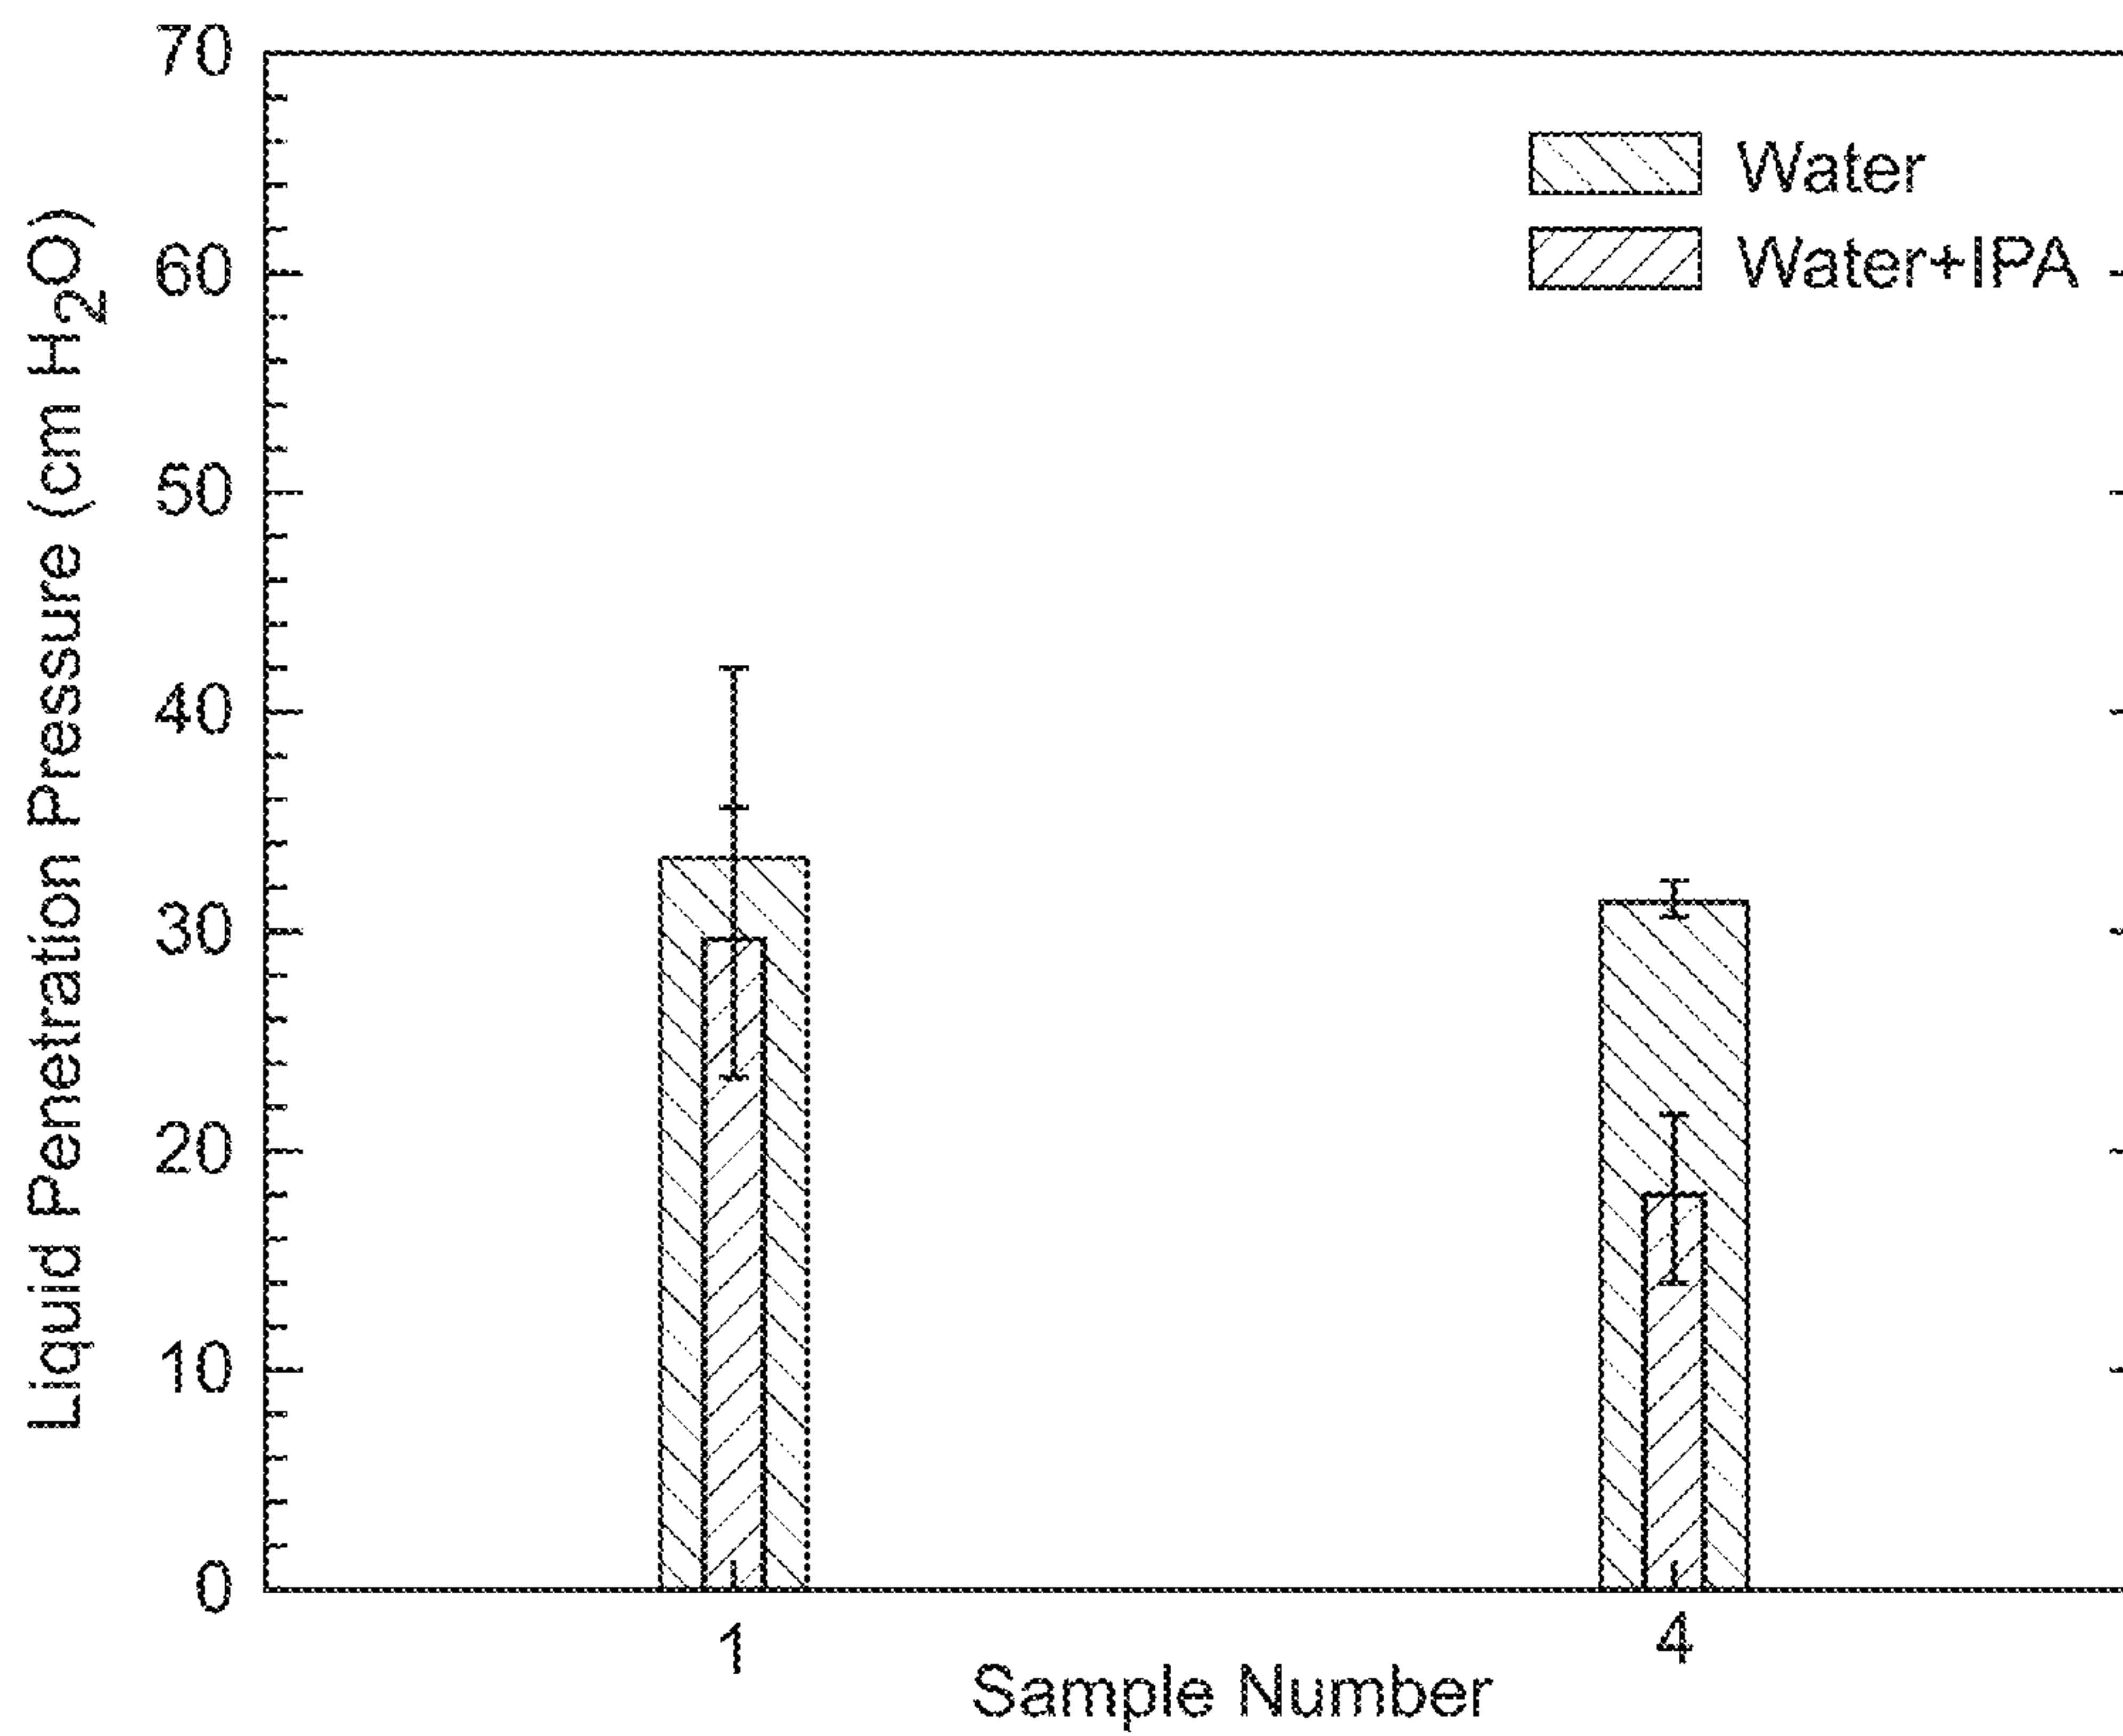 Liquid Penetration Pressure (cm H₂O)
70
60
50
40
30
20
10
0
Water
Water+IPA
1
4
Sample Number